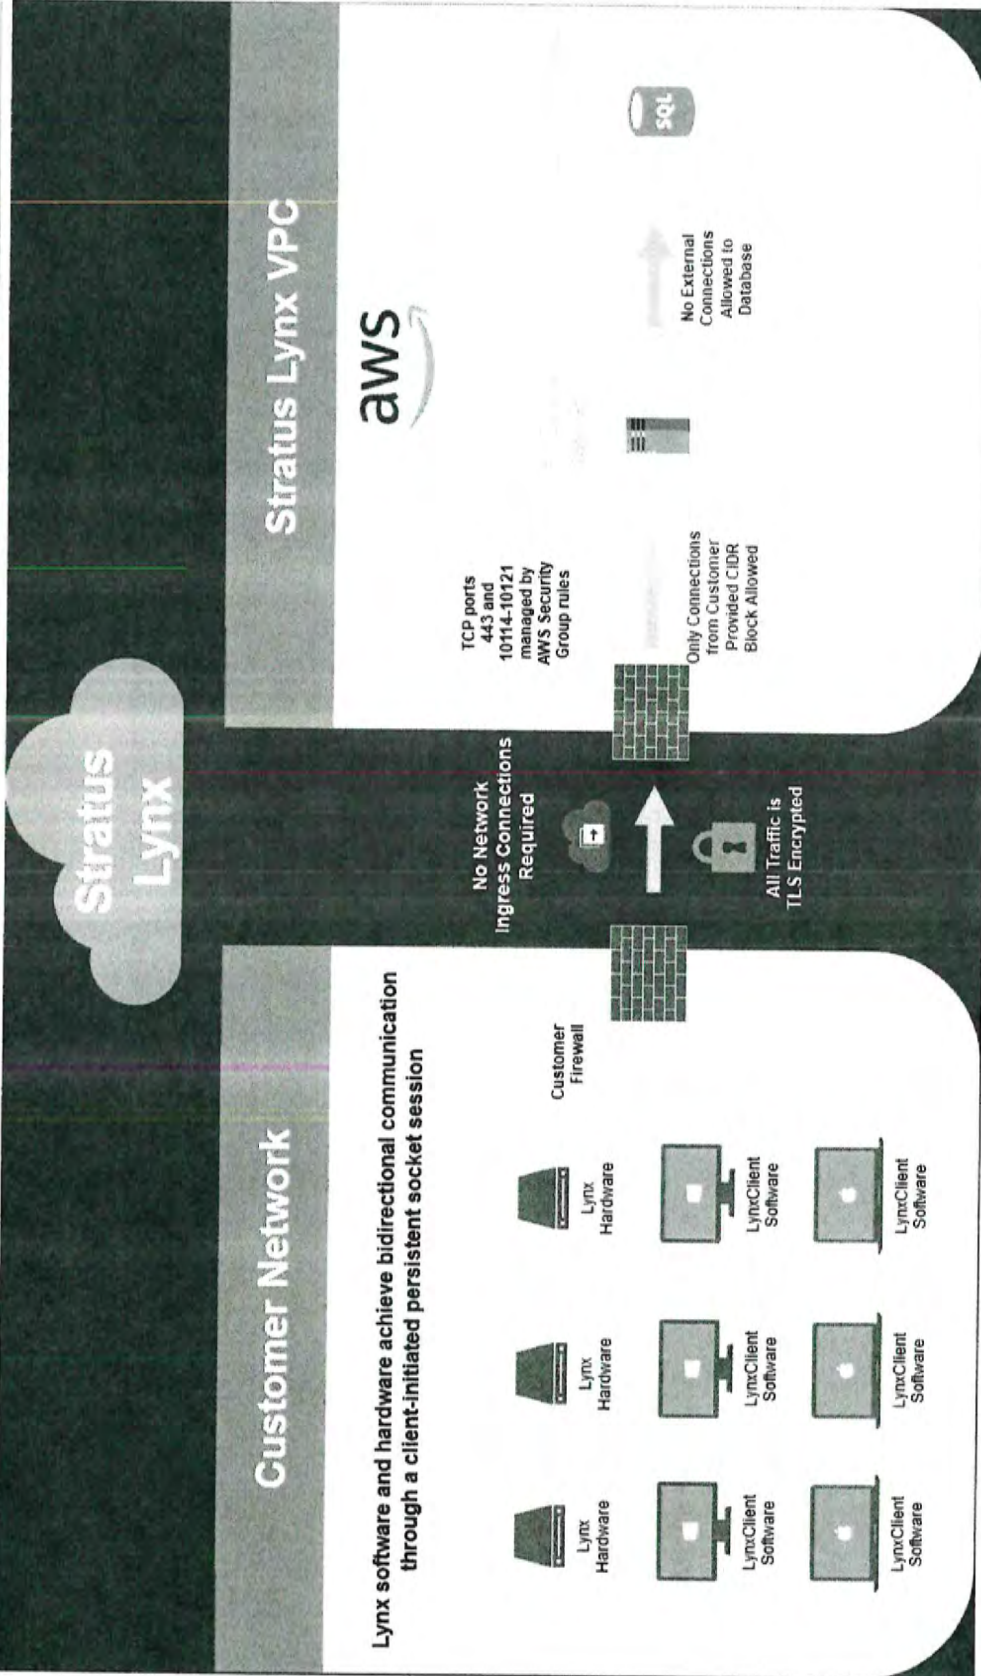 Stratus
Lynx
Customer Network
Lynx software and hardware achieve bidirectional communication
through a client-initiated persistent socket session
Lynx
Hardware
Lynx
Hardware
Lynx
Hardware
Customer
Firewall
LynxClient
Software
LynxClient
Software
LynxClient
Software
LynxClient
Software
LynxClient
Software
LynxClient
Software
No Network
Ingress Connections
Required
All Traffic is
TLS Encrypted
Stratus Lynx VPC
aws
TCP ports
443 and
10114-10121
managed by
AWS Security
Group rules
Only Connections
from Customer
Provided CIDR
Block Allowed
No External
Connections
Allowed to
Database
SQL